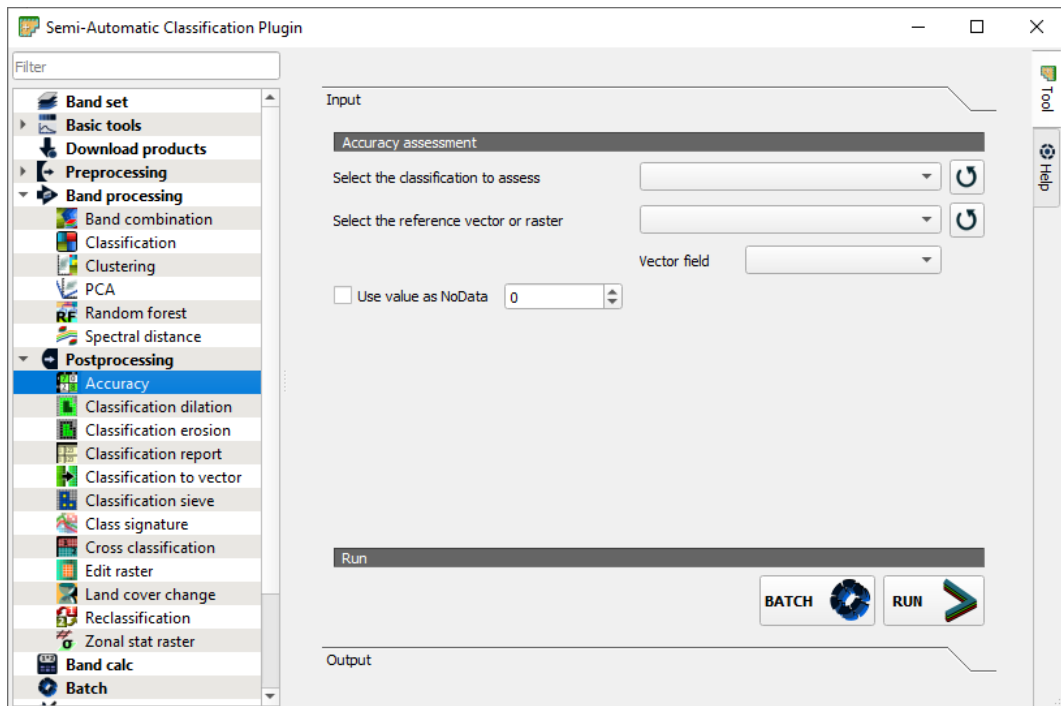 Semi-Automatic Classification Plugin
Filter
Band set
Basic tools
Download products
Preprocessing
Band processing
Band combination
Classification
Clustering
PCA
RF Random forest
Spectral distance
Postprocessing
Accuracy
Classification dilation
Classification erosion
Classification report
Classification to vector
Classification sieve
Class signature
Cross classification
Edit raster
Land cover change
Reclassification
σ Zonal stat raster
Band calc
Batch
Input
Accuracy assessment
Select the classification to assess
Select the reference vector or raster
Vector field
Use value as NoData 0
Run
BATCH RUN
Output
Tool
Help